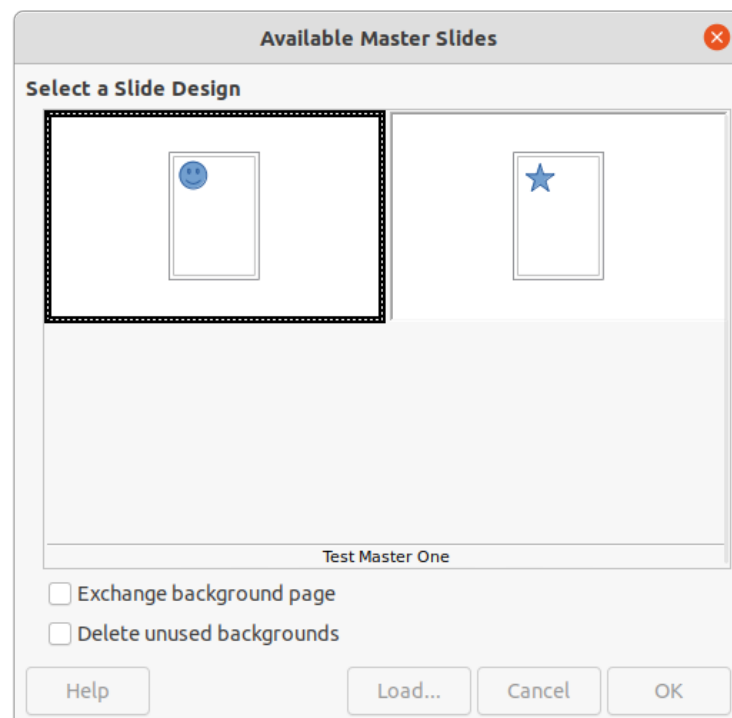 Available Master Slides
Select a Slide Design
Test Master One
Exchange background page
Delete unused backgrounds
Help Load... Cancel OK